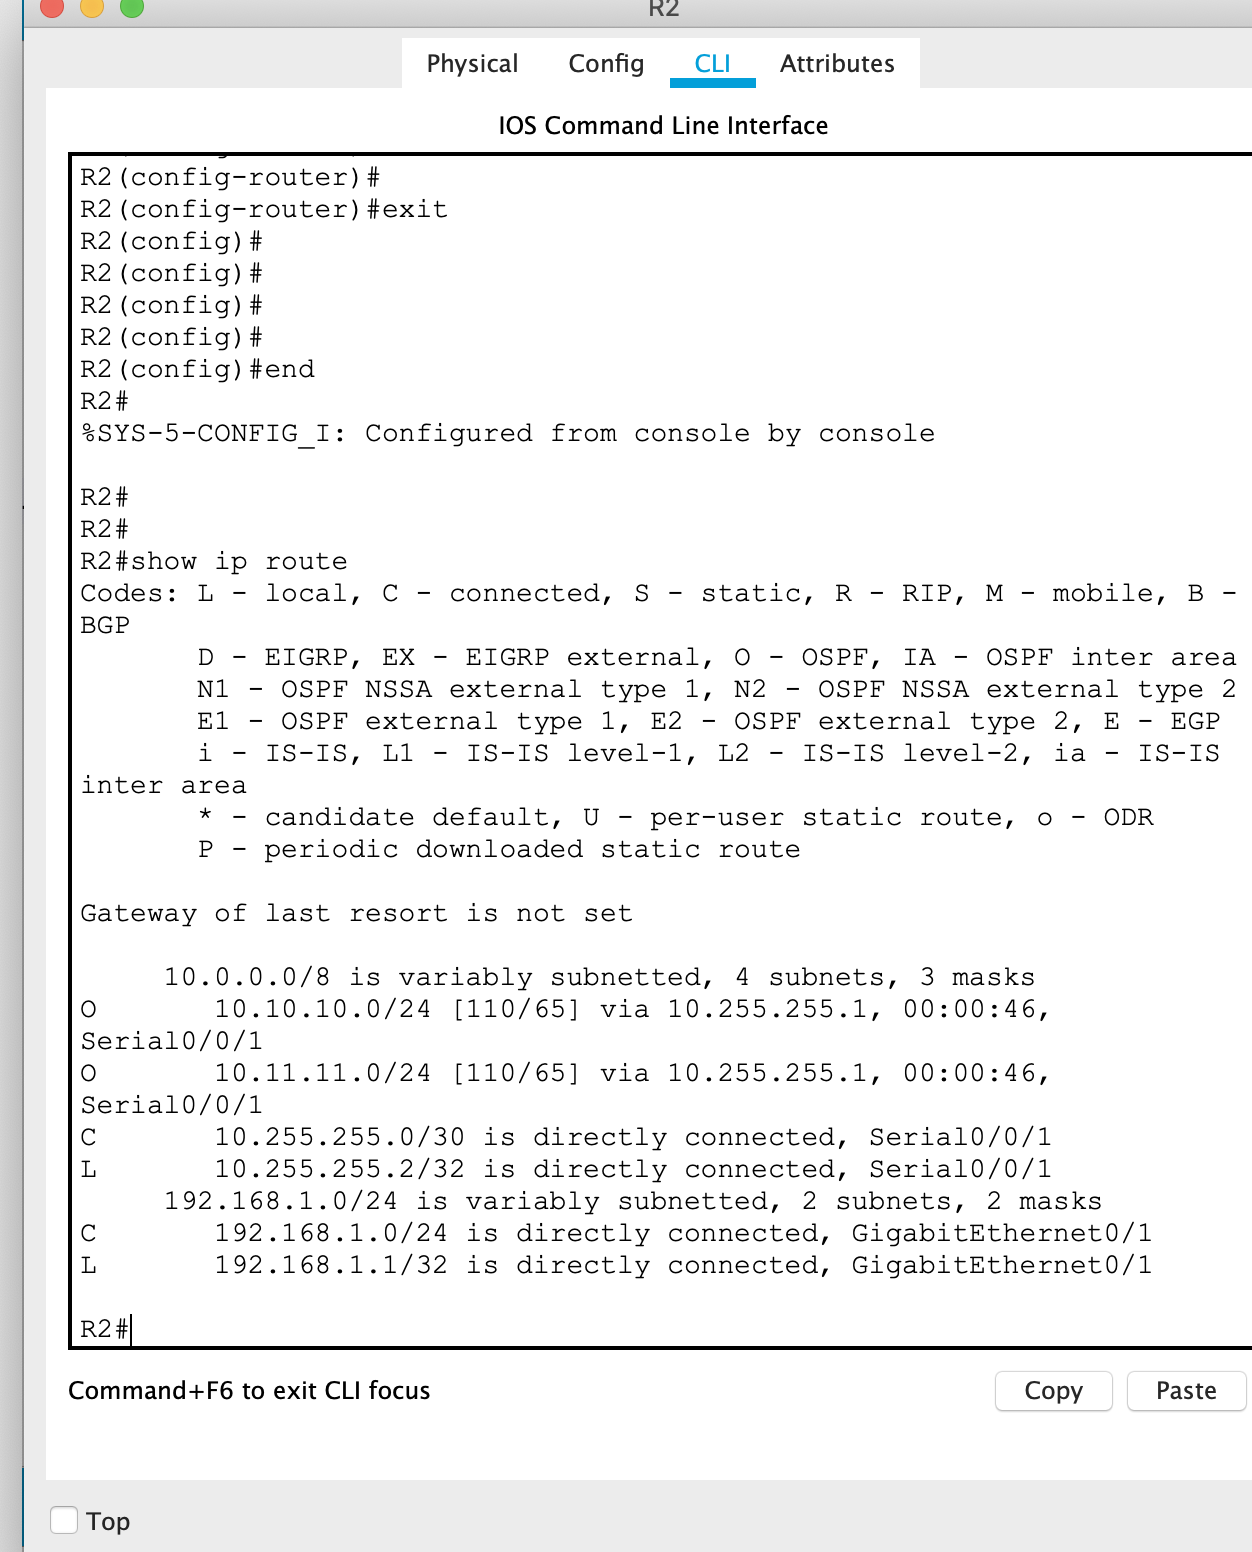 R2
Physical Config CLI Attributes
IOS Command Line Interface
R2(config-router)#
R2(config-router)#exit
R2(config)#
R2(config)#
R2(config)#
R2(config)#
R2(config)#end
R2#
%SYS-5-CONFIG_I: Configured from console by console
R2#
R2#
R2#show ip route
Codes: L - local, C - connected, S - static, R - RIP, M - mobile, B -
BGP
D - EIGRP, EX - EIGRP external, O - OSPF, IA - OSPF inter area
N1 - OSPF NSSA external type 1, N2 - OSPF NSSA external type 2
E1 - OSPF external type 1, E2 - OSPF external type 2, E - EGP
i - IS-IS, L1 - IS-IS level-1, L2 - IS-IS level-2, ia - IS-IS
inter area
* - candidate default, U - per-user static route, o - ODR
P - periodic downloaded static route
Gateway of last resort is not set
10.0.0.0/8 is variably subnetted, 4 subnets, 3 masks
O 10.10.10.0/24 [110/65] via 10.255.255.1, 00:00:46,
Serial0/0/1
O 10.11.11.0/24 [110/65] via 10.255.255.1, 00:00:46,
Serial0/0/1
C 10.255.255.0/30 is directly connected, Serial0/0/1
L 10.255.255.2/32 is directly connected, Serial0/0/1
192.168.1.0/24 is variably subnetted, 2 subnets, 2 masks
C 192.168.1.0/24 is directly connected, GigabitEthernet0/1
L 192.168.1.1/32 is directly connected, GigabitEthernet0/1
R2#
Command+F6 to exit CLI focus
Copy Paste
Top